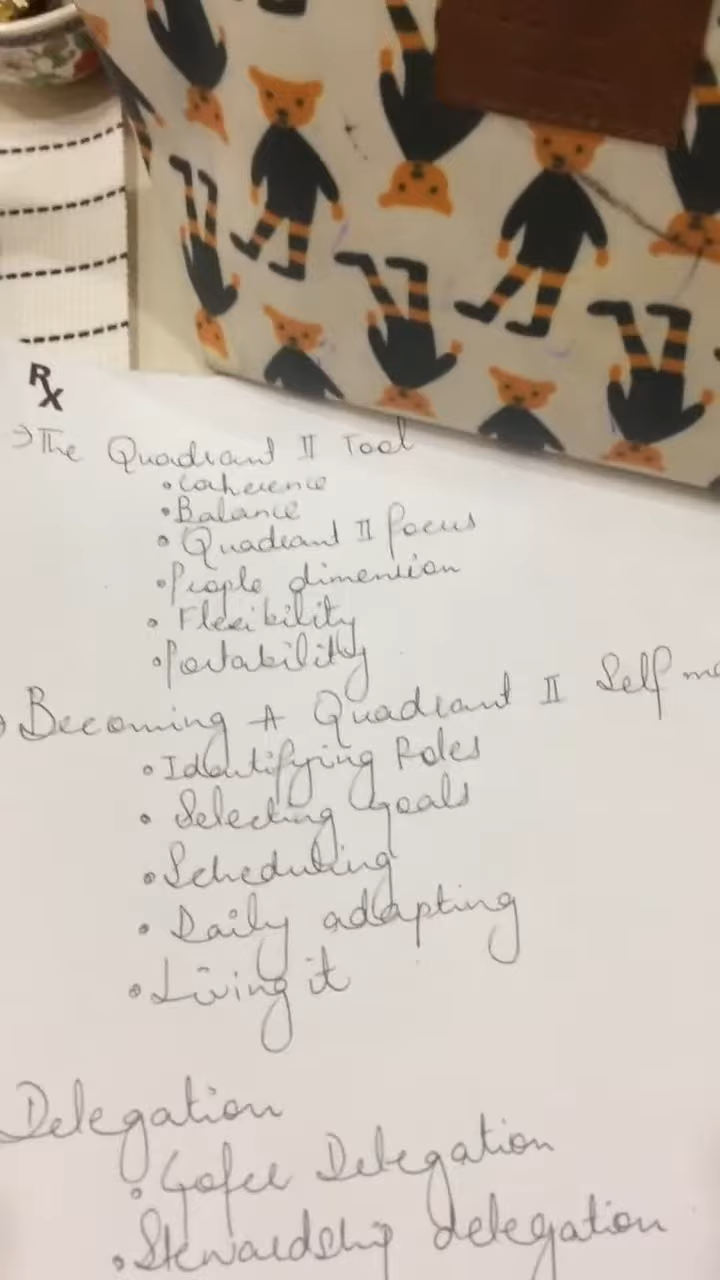 Rx
→The Quadrant II Tool
•Coherence
•Balance
•Quadrant II focus
•People dimention
•Flexibility
•Portability
Becoming A Quadrant II Self
•Identifying Roles
•Selecting goals
•Scheduling
•Daily adapting
•Living it
Delegation
•Gofer Delegation
•Stewardship delegation